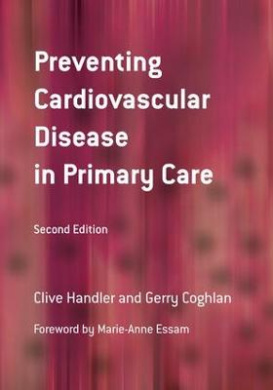 Preventing
Cardiovascular
Disease
in Primary Care
Second Edition
Clive Handler and Gerry Coghlan
Foreword by Marie-Anne Essam